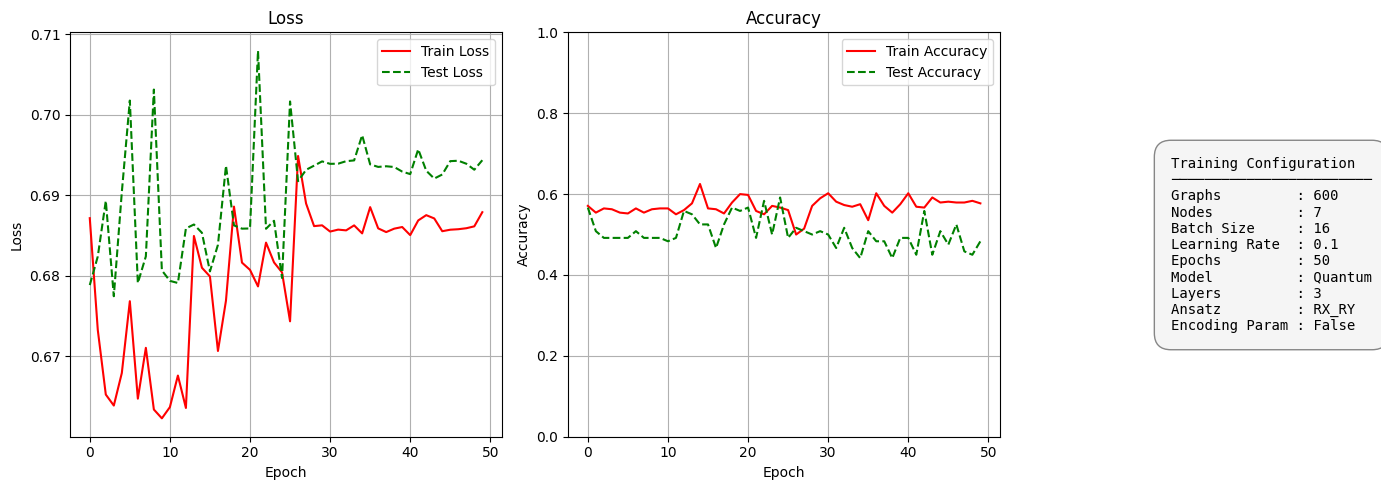 Loss
0.71
0.70
0.69
0.68
0.67
Loss
0 10 20 30 40 50
Epoch
Train Loss
Test Loss
Accuracy
1.0
0.8
0.6
0.4
0.2
0.0
Accuracy
0 10 20 30 40 50
Epoch
Train Accuracy
Test Accuracy
Training Configuration
Graphs : 600
Nodes : 7
Batch Size : 16
Learning Rate : 0.1
Epochs : 50
Model : Quantum
Layers : 3
Ansatz : RX_RY
Encoding Param : False